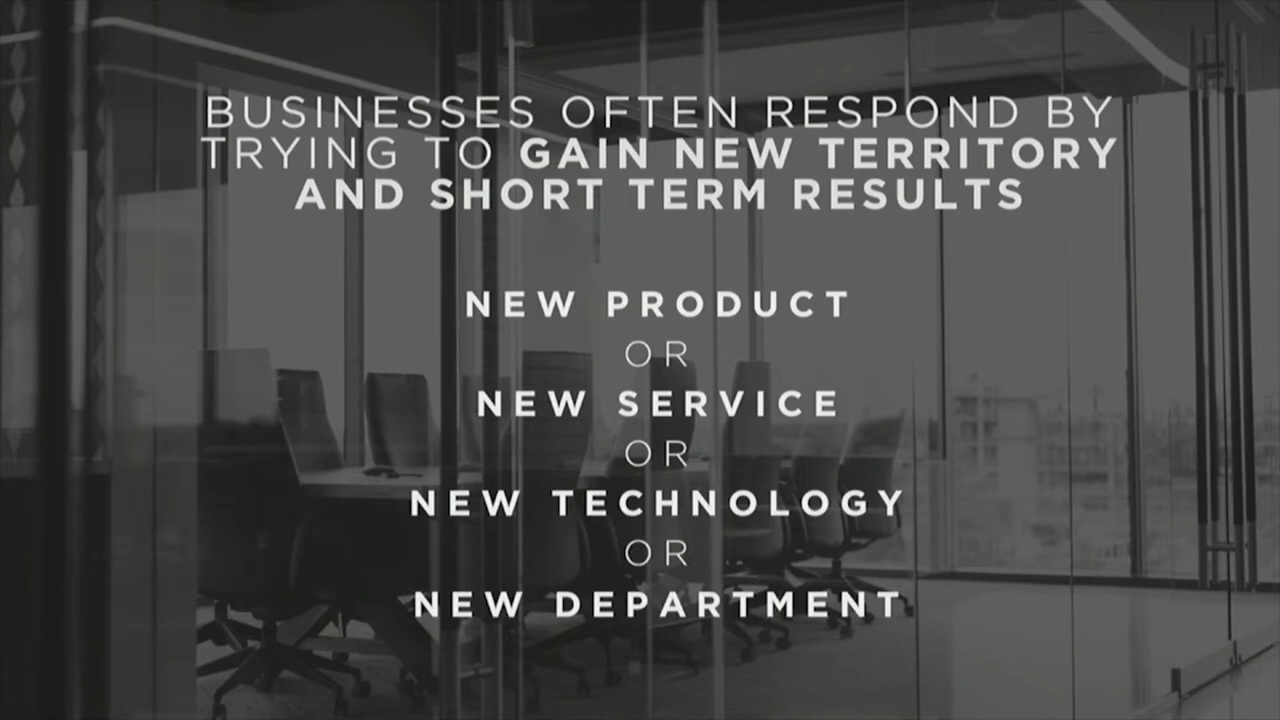 BUSINESSES OFTEN RESPOND BY
TRYING TO GAIN NEW TERRITORY
AND SHORT TERM RESULTS
NEW PRODUCT
OR
NEW SERVICE
OR
NEW TECHNOLOGY
OR
NEW DEPARTMENT